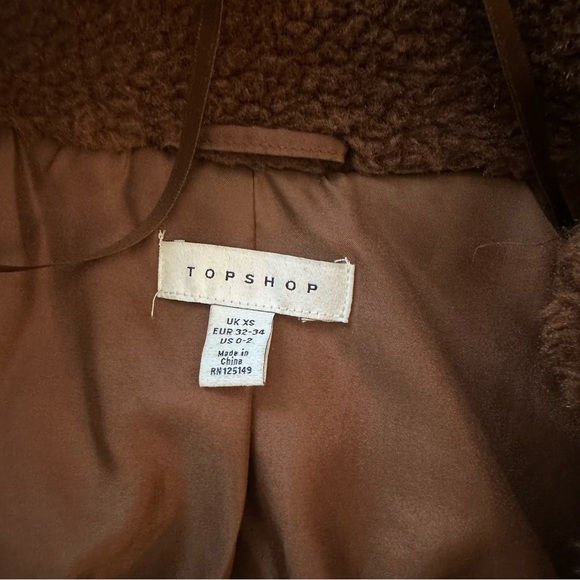 TOPSHOP
UK XS
EUR 32-34
US 0-2
Made in
China
RN125149